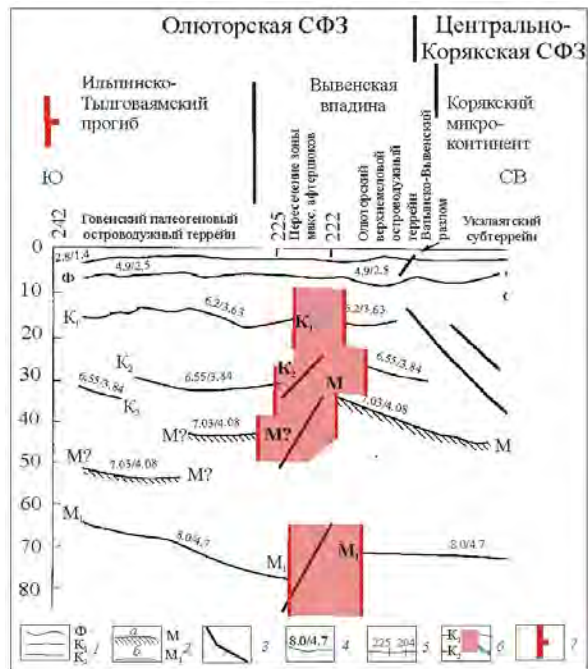 Олюторская СФЗ
Центрально-
Корякская СФЗ
Ильпинско-
Тылговаямский
прогиб
Вывенская
впадина
Корякский
микро-
континент
Ю
СВ
242
Говенский палеогеновый
островодужный террейн
225
Пересечение зоны
макс. афтершоков
222
Олюторский
верхнемеловой
островодужный
террейн
Ватынско-Вывенский
разлом
Укэлаятский
субтеррейн
0
2.8/1.4
Ф
4.9/2.5
4.9/2.5
10
6.2/3.63
К₁
К₁
6.2/3.63
20
К₂
К₂
6.55/3.84
30
6.55/3.84
6.55/3.84
К₂
М
7.03/4.08
40
7.03/4.08
М?
М?
М
50
М?
7.03/4.08
М?
60
М₁
70
8.0/4.7
М₁
М₁
8.0/4.7
80
Ф
К₁
К₂
1
а
М
б
М₁
2
3
8.0/4.7
4
225 204
5
К₁
К₂
6
7